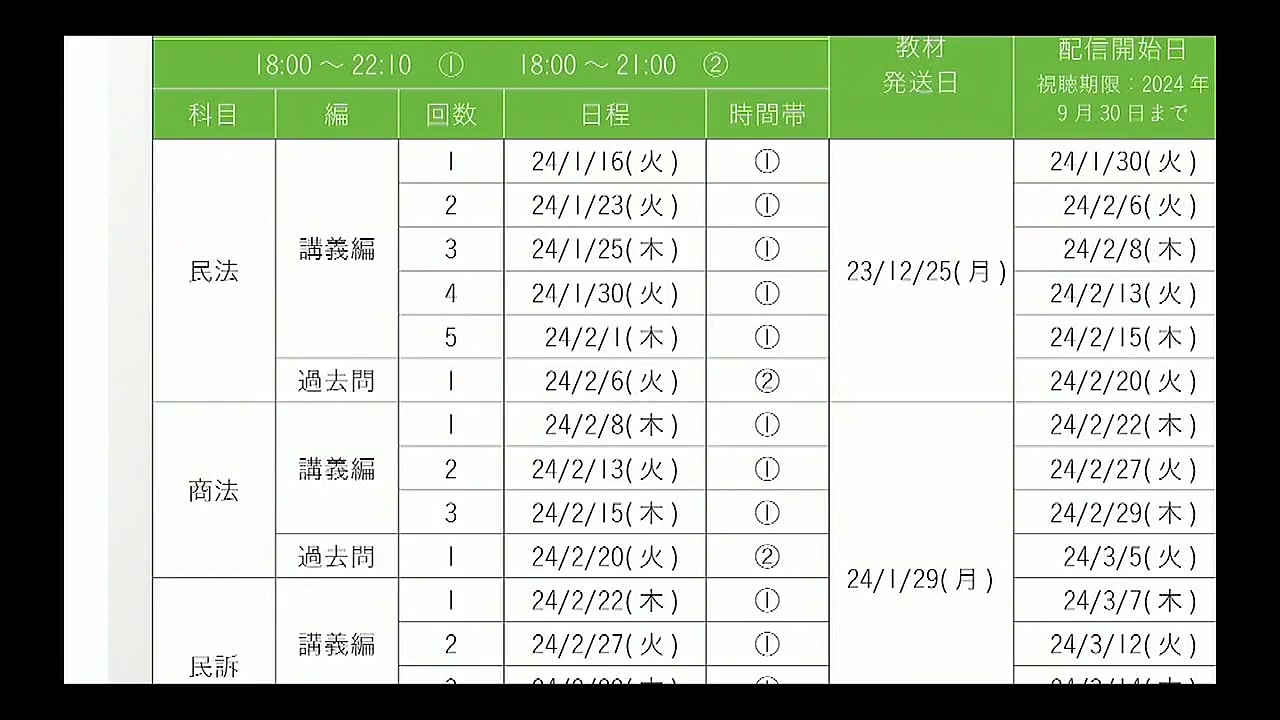 18:00 ～ 22:10 ① 18:00 ～ 21:00 ②
教材
発送日
配信開始日
視聴期限：2024 年
9 月 30 日まで
科目 編 回数 日程 時間帯
民法 講義編 1 24/1/16(火) ① 23/12/25(月) 24/1/30(火)
2 24/1/23(火) ① 24/2/6(火)
3 24/1/25(木) ① 24/2/8(木)
4 24/1/30(火) ① 24/2/13(火)
5 24/2/1(木) ① 24/2/15(木)
過去問 1 24/2/6(火) ② 24/2/20(火)
商法 講義編 1 24/2/8(木) ① 24/1/29(月) 24/2/22(木)
2 24/2/13(火) ① 24/2/27(火)
3 24/2/15(木) ① 24/2/29(木)
過去問 1 24/2/20(火) ② 24/3/5(火)
民訴 講義編 1 24/2/22(木) ① 24/3/7(木)
2 24/2/27(火) ① 24/3/12(火)